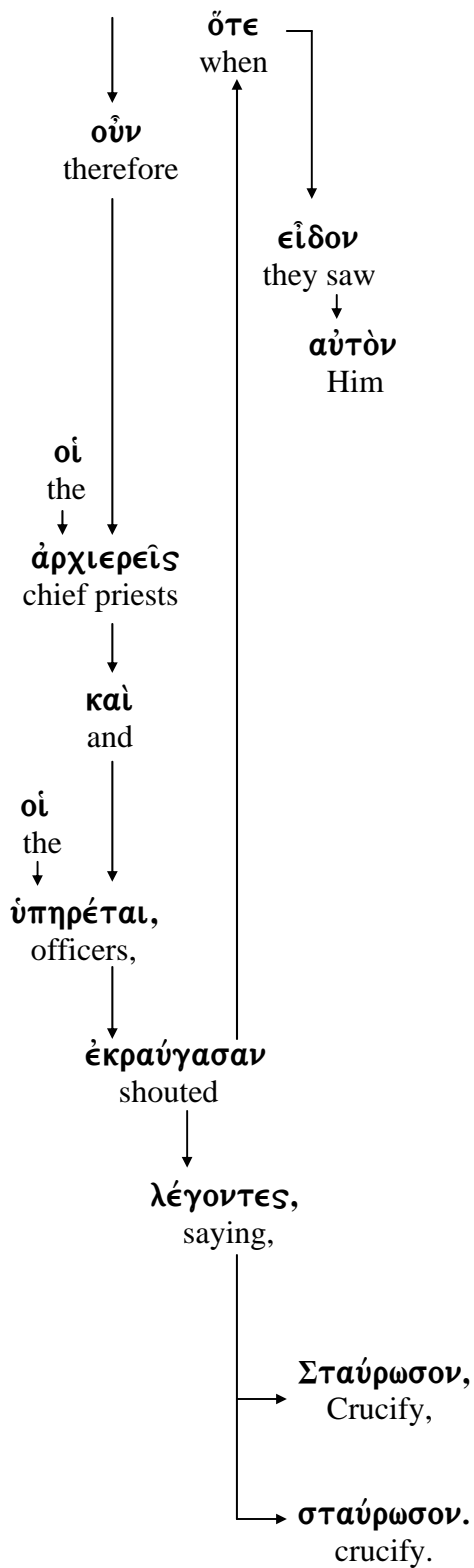 ὅτε
when
οὖν
therefore
εἶδον
they saw
αὐτὸν
Him
οἱ
the
ἀρχιερεῖς
chief priests
καὶ
and
οἱ
the
ὑπηρέται,
officers,
ἐκραύγασαν
shouted
λέγοντες,
saying,
Σταύρωσον,
Crucify,
σταύρωσον.
crucify.